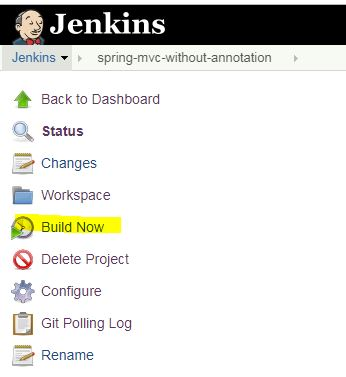 Jenkins
Jenkins spring-mvc-without-annotation
Back to Dashboard
Status
Changes
Workspace
Build Now
Delete Project
Configure
Git Polling Log
Rename